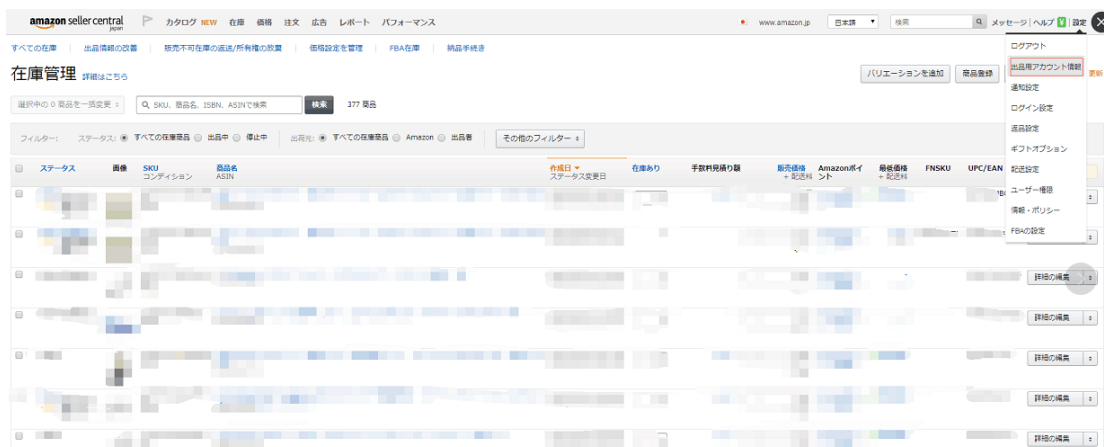 amazon seller central
japan
カタログ NEW 在庫 価格 注文 広告 レポート パフォーマンス
www.amazon.jp 日本語 検索 メッセージ | ヘルプ | 設定
すべての在庫 | 出品情報の改善 | 販売不可在庫の返送/所有権の放棄 | 価格設定を管理 | FBA在庫 | 納品手続き
在庫管理 詳細はこちら
バリエーションを追加 商品登録
更新
選択中の 0 商品を一括変更
SKU、商品名、ISBN、ASINで検索 検索 377 商品
フィルター: ステータス: すべての在庫商品 出品中 停止中 出荷元: すべての在庫商品 Amazon 出品者 その他のフィルター
ステータス 画像 SKU 商品名 作成日 在庫あり 手数料見積り額 販売価格 Amazonポイント 最低価格 FNSKU UPC/EAN
コンディション ASIN ステータス変更日 + 配送料 + 配送料
ログアウト
出品用アカウント情報
通知設定
ログイン設定
返品設定
ギフトオプション
配送設定
ユーザー権限
情報・ポリシー
FBAの設定
詳細の編集
詳細の編集
詳細の編集
詳細の編集
詳細の編集